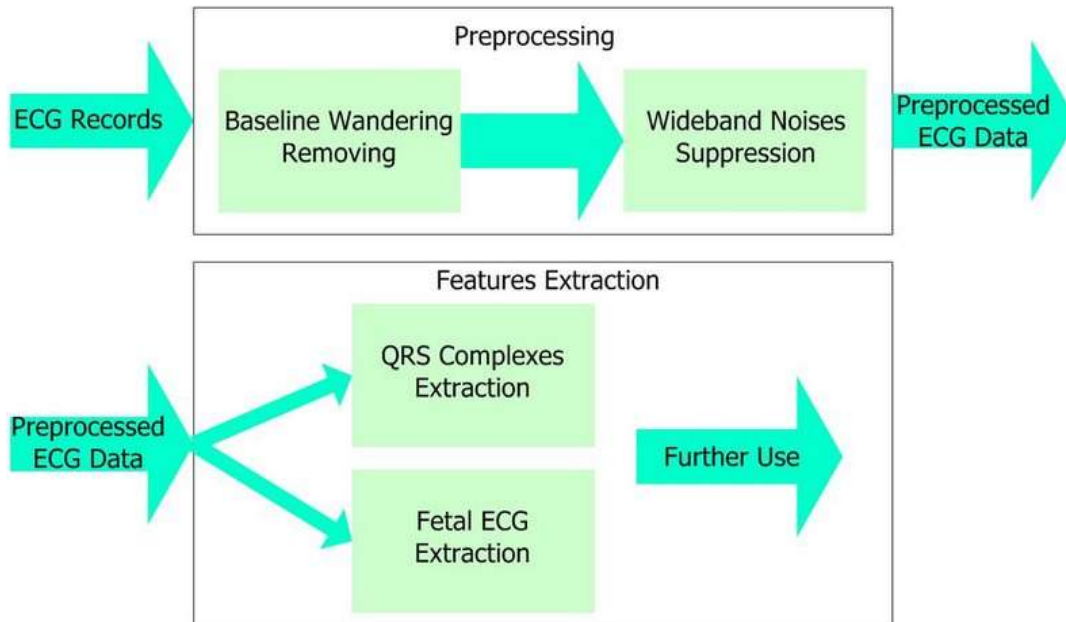 Preprocessing
ECG Records
Baseline Wandering
Removing
Wideband Noises
Suppression
Preprocessed
ECG Data
Features Extraction
Preprocessed
ECG Data
QRS Complexes
Extraction
Fetal ECG
Extraction
Further Use